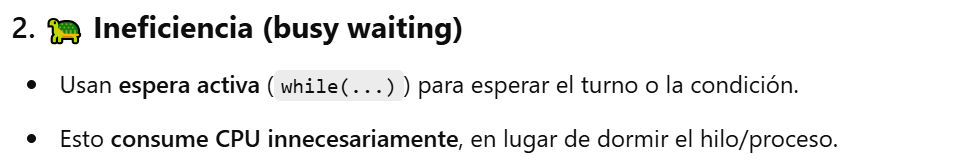 2. 🐢 Ineficiencia (busy waiting)
• Usan espera activa (while(...)) para esperar el turno o la condición.
• Esto consume CPU innecesariamente, en lugar de dormir el hilo/proceso.